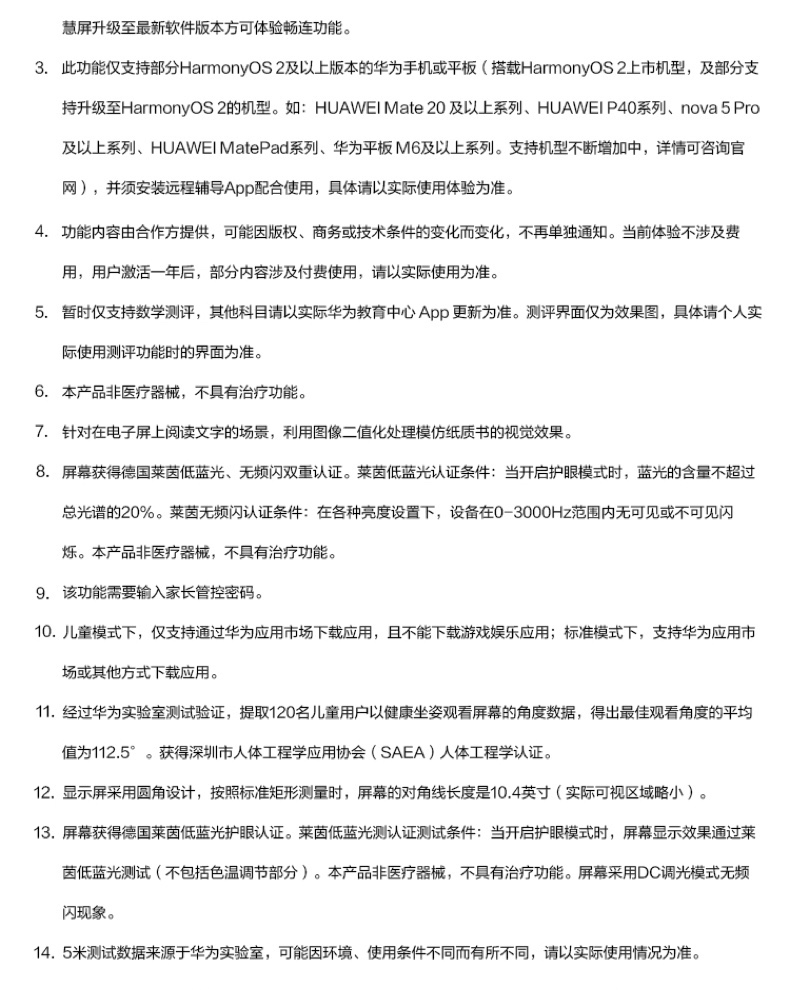 慧屏升级至最新软件版本方可体验畅连功能。
3. 此功能仅支持部分HarmonyOS 2及以上版本的华为手机或平板（搭载HarmonyOS 2上市机型，及部分支
持升级至HarmonyOS 2的机型。如：HUAWEI Mate 20 及以上系列、HUAWEI P40系列、nova 5 Pro
及以上系列、HUAWEI MatePad系列、华为平板 M6及以上系列。支持机型不断增加中，详情可咨询官
网），并须安装远程辅导App配合使用，具体请以实际使用体验为准。
4. 功能内容由合作方提供，可能因版权、商务或技术条件的变化而变化，不再单独通知。当前体验不涉及费
用，用户激活一年后，部分内容涉及付费使用，请以实际使用为准。
5. 暂时仅支持数学测评，其他科目请以实际华为教育中心 App 更新为准。测评界面仅为效果图，具体请个人实
际使用测评功能时的界面为准。
6. 本产品非医疗器械，不具有治疗功能。
7. 针对在电子屏上阅读文字的场景，利用图像二值化处理模仿纸质书的视觉效果。
8. 屏幕获得德国莱茵低蓝光、无频闪双重认证。莱茵低蓝光认证条件：当开启护眼模式时，蓝光的含量不超过
总光谱的20%。莱茵无频闪认证条件：在各种亮度设置下，设备在0-3000Hz范围内无可见或不可见闪
烁。本产品非医疗器械，不具有治疗功能。
9. 该功能需要输入家长管控密码。
10. 儿童模式下，仅支持通过华为应用市场下载应用，且不能下载游戏娱乐应用；标准模式下，支持华为应用市
场或其他方式下载应用。
11. 经过华为实验室测试验证，提取120名儿童用户以健康坐姿观看屏幕的角度数据，得出最佳观看角度的平均
值为112.5°。获得深圳市人体工程学应用协会（SAEA）人体工程学认证。
12. 显示屏采用圆角设计，按照标准矩形测量时，屏幕的对角线长度是10.4英寸（实际可视区域略小）。
13. 屏幕获得德国莱茵低蓝光护眼认证。莱茵低蓝光测认证测试条件：当开启护眼模式时，屏幕显示效果通过莱
茵低蓝光测试（不包括色温调节部分）。本产品非医疗器械，不具有治疗功能。屏幕采用DC调光模式无频
闪现象。
14. 5米测试数据来源于华为实验室，可能因环境、使用条件不同而有所不同，请以实际使用情况为准。